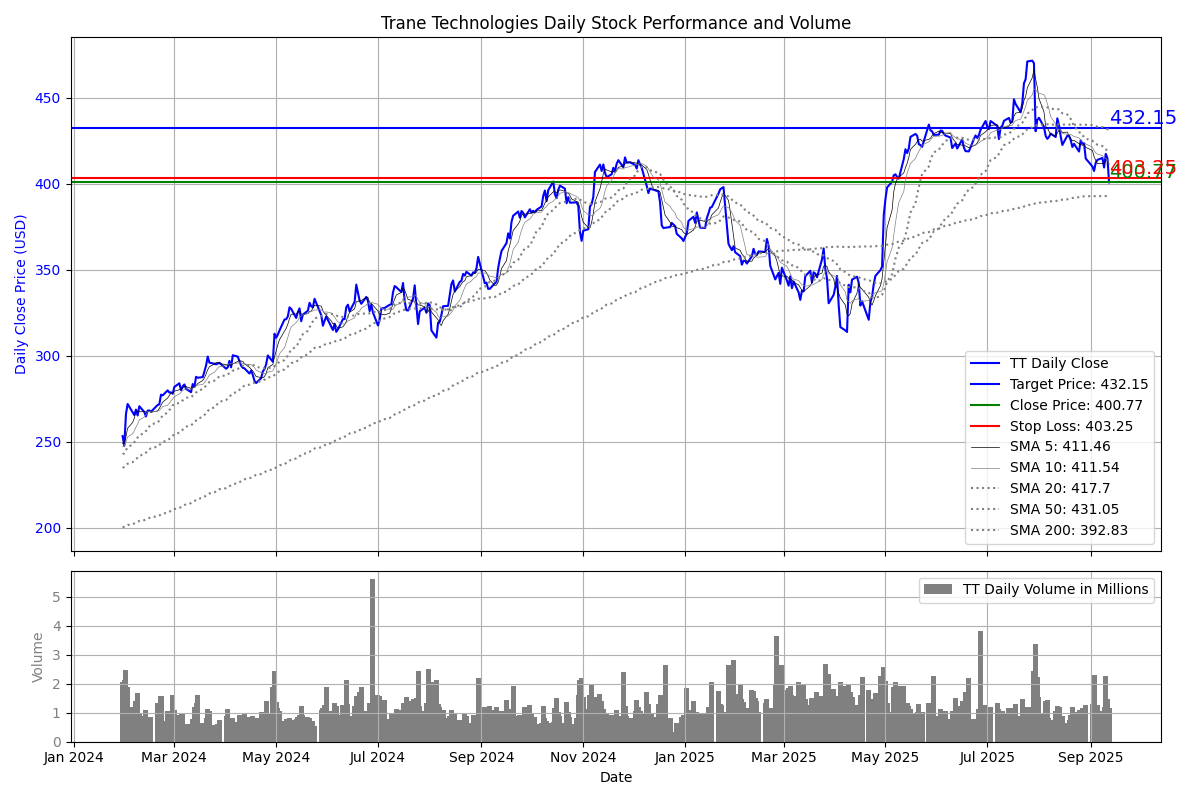 Trane Technologies Daily Stock Performance and Volume
Daily Close Price (USD)
450
400
350
300
250
200
432.15
403.25
400.77
TT Daily Close
Target Price: 432.15
Close Price: 400.77
Stop Loss: 403.25
SMA 5: 411.46
SMA 10: 411.54
SMA 20: 417.7
SMA 50: 431.05
SMA 200: 392.83
Volume
5
4
3
2
1
0
TT Daily Volume in Millions
Jan 2024 Mar 2024 May 2024 Jul 2024 Sep 2024 Nov 2024 Jan 2025 Mar 2025 May 2025 Jul 2025 Sep 2025
Date